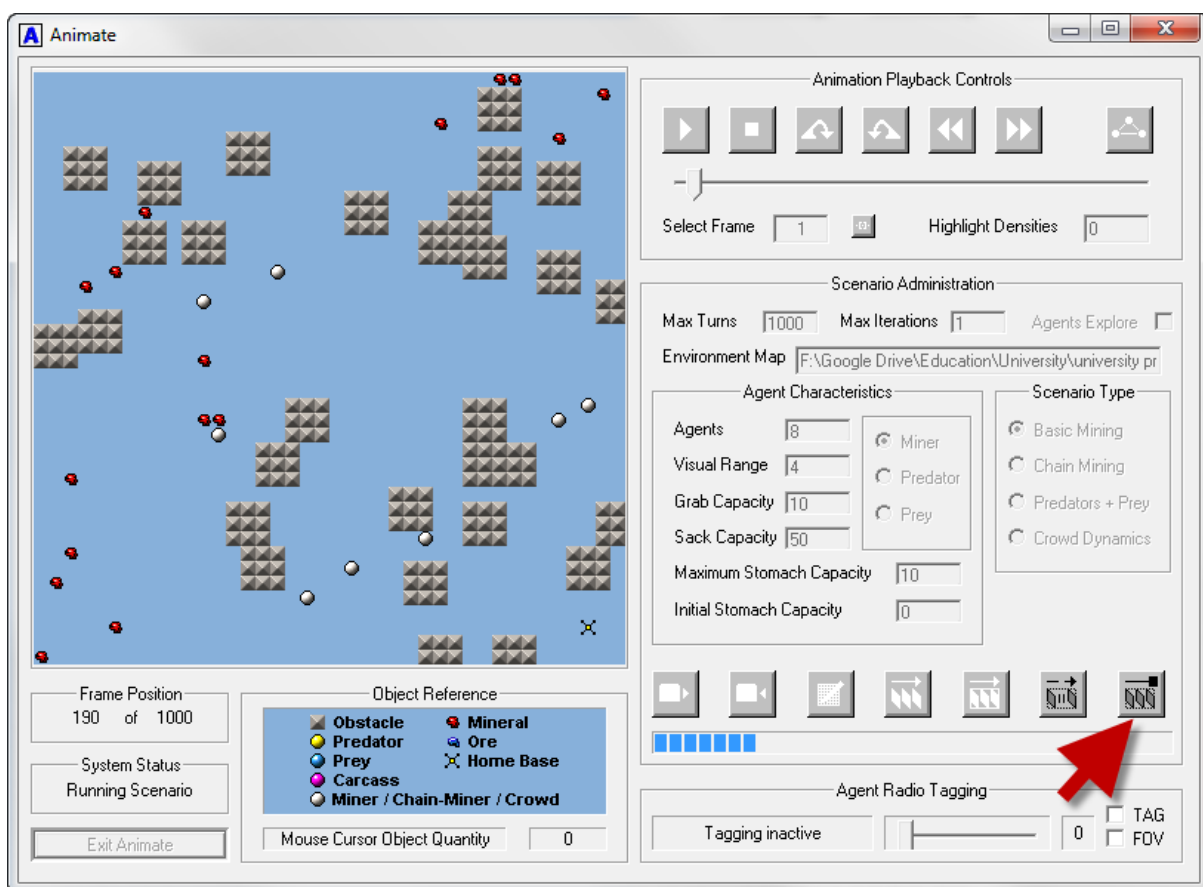 Animate
Animation Playback Controls
Select Frame 1 Highlight Densities 0
Scenario Administration
Max Turns 1000 Max Iterations 1 Agents Explore
Environment Map F:\Google Drive\Education\University\university pr
Agent Characteristics
Agents 8
Visual Range 4
Grab Capacity 10
Sack Capacity 50
Miner
Predator
Prey
Maximum Stomach Capacity 10
Initial Stomach Capacity 0
Scenario Type
Basic Mining
Chain Mining
Predators + Prey
Crowd Dynamics
Frame Position
190 of 1000
System Status
Running Scenario
Exit Animate
Object Reference
Obstacle Mineral
Predator Ore
Prey Home Base
Carcass
Miner / Chain-Miner / Crowd
Mouse Cursor Object Quantity 0
Agent Radio Tagging
Tagging inactive 0
TAG
FOV